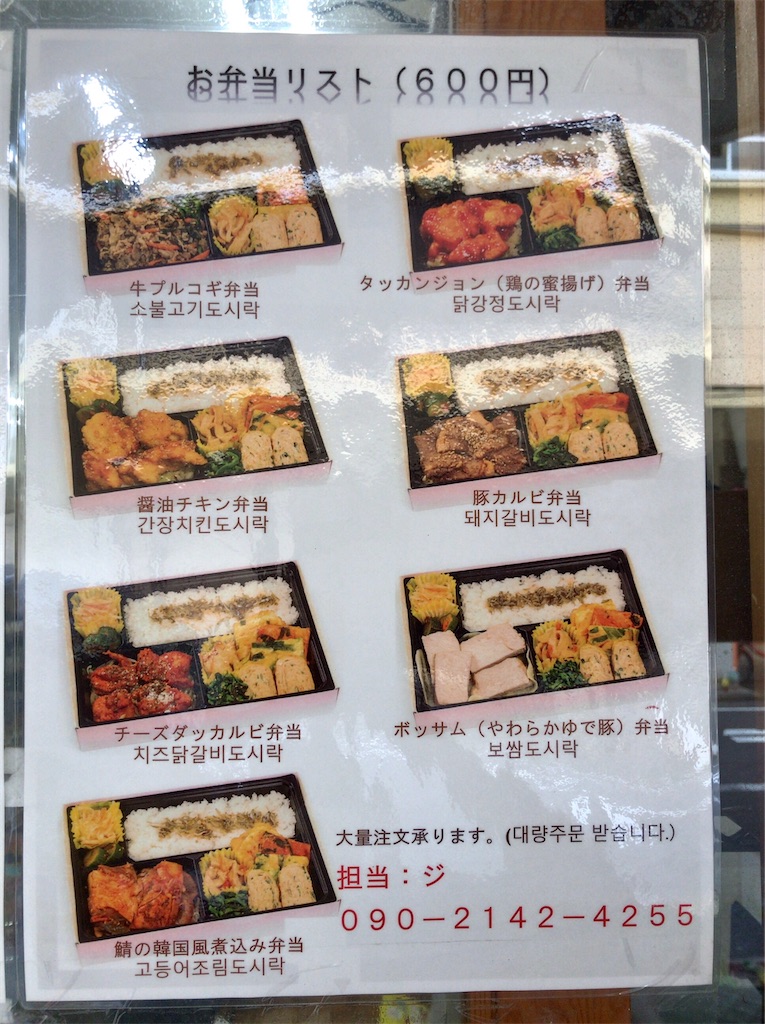 お弁当リスト（６００円）
牛プルコギ弁当
소불고기도시락
タッカンジョン（鶏の蜜揚げ）弁当
닭강정도시락
醤油チキン弁当
간장치킨도시락
豚カルビ弁当
돼지갈비도시락
チーズダッカルビ弁当
치즈닭갈비도시락
ボッサム（やわらかゆで豚）弁当
보쌈도시락
鯖の韓国風煮込み弁当
고등어조림도시락
大量注文承ります。(대량주문 받습니다.）
担当：ジ
０９０－２１４２－４２５５